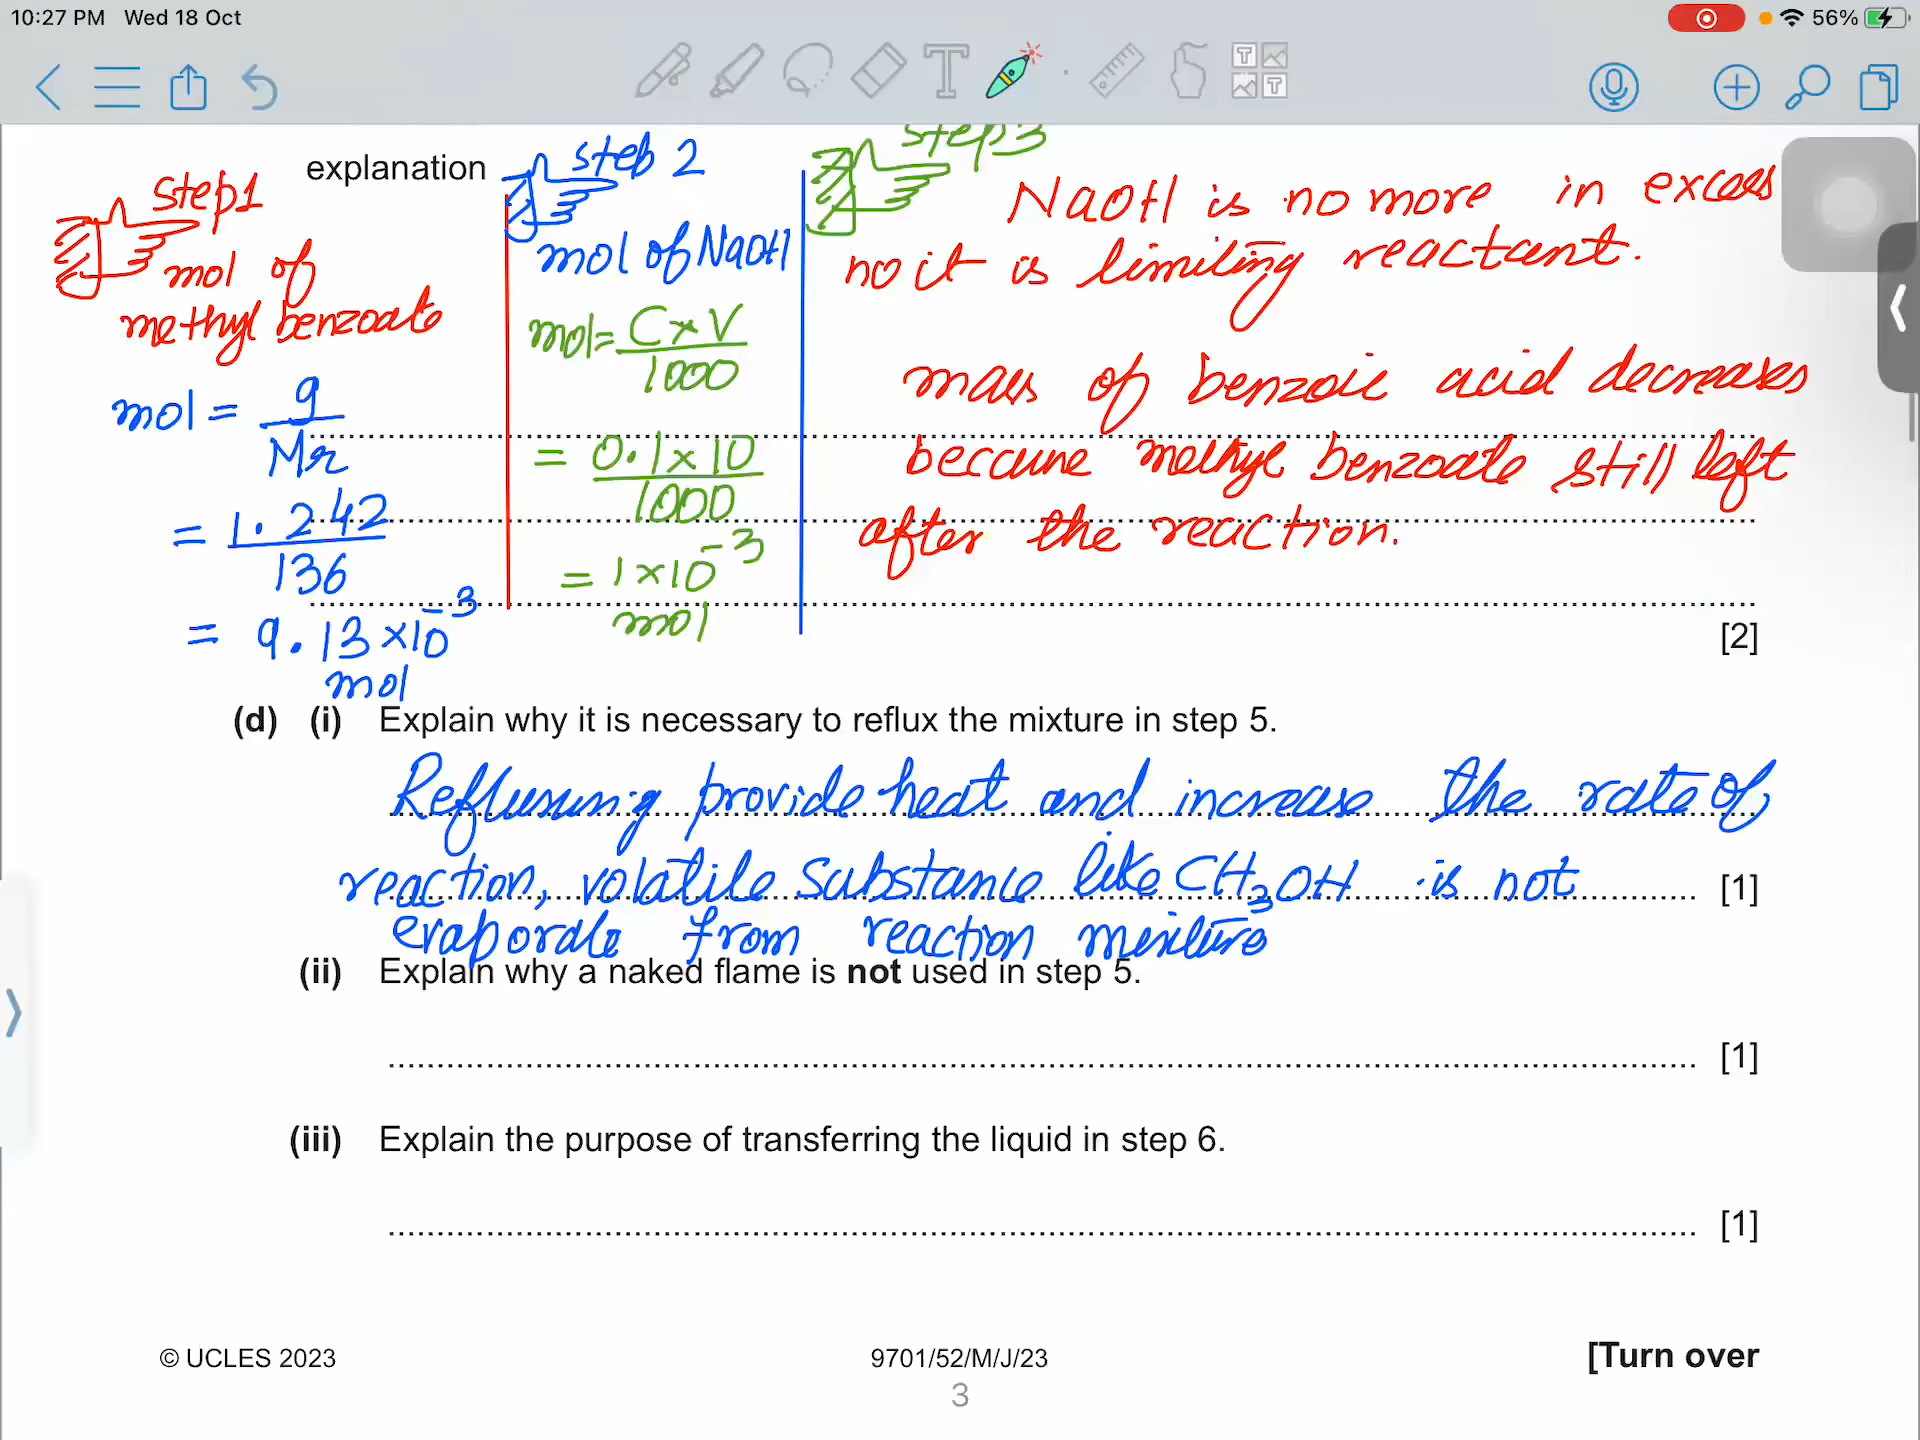 10:27 PM Wed 18 Oct
56%
explanation
step1
mol of
methyl benzoate
mol = g
Mr
= 1.242
136
= 9.13 × 10⁻³
mol
step 2
mol of NaOH
mol = C × V
1000
= 0.1 × 10
1000
= 1 × 10⁻³
mol
step 3
NaOH is no more in excess
no it is limiting reactant.
mass of benzoic acid decreases
because methyl benzoate still left
after the reaction.
[2]
(d) (i) Explain why it is necessary to reflux the mixture in step 5.
Refluxing provide heat and increase the rate of
reaction, volatile substance like CH₃OH is not [1]
evaporate from reaction mixture
(ii) Explain why a naked flame is not used in step 5.
[1]
(iii) Explain the purpose of transferring the liquid in step 6.
[1]
© UCLES 2023
9701/52/M/J/23
[Turn over
3